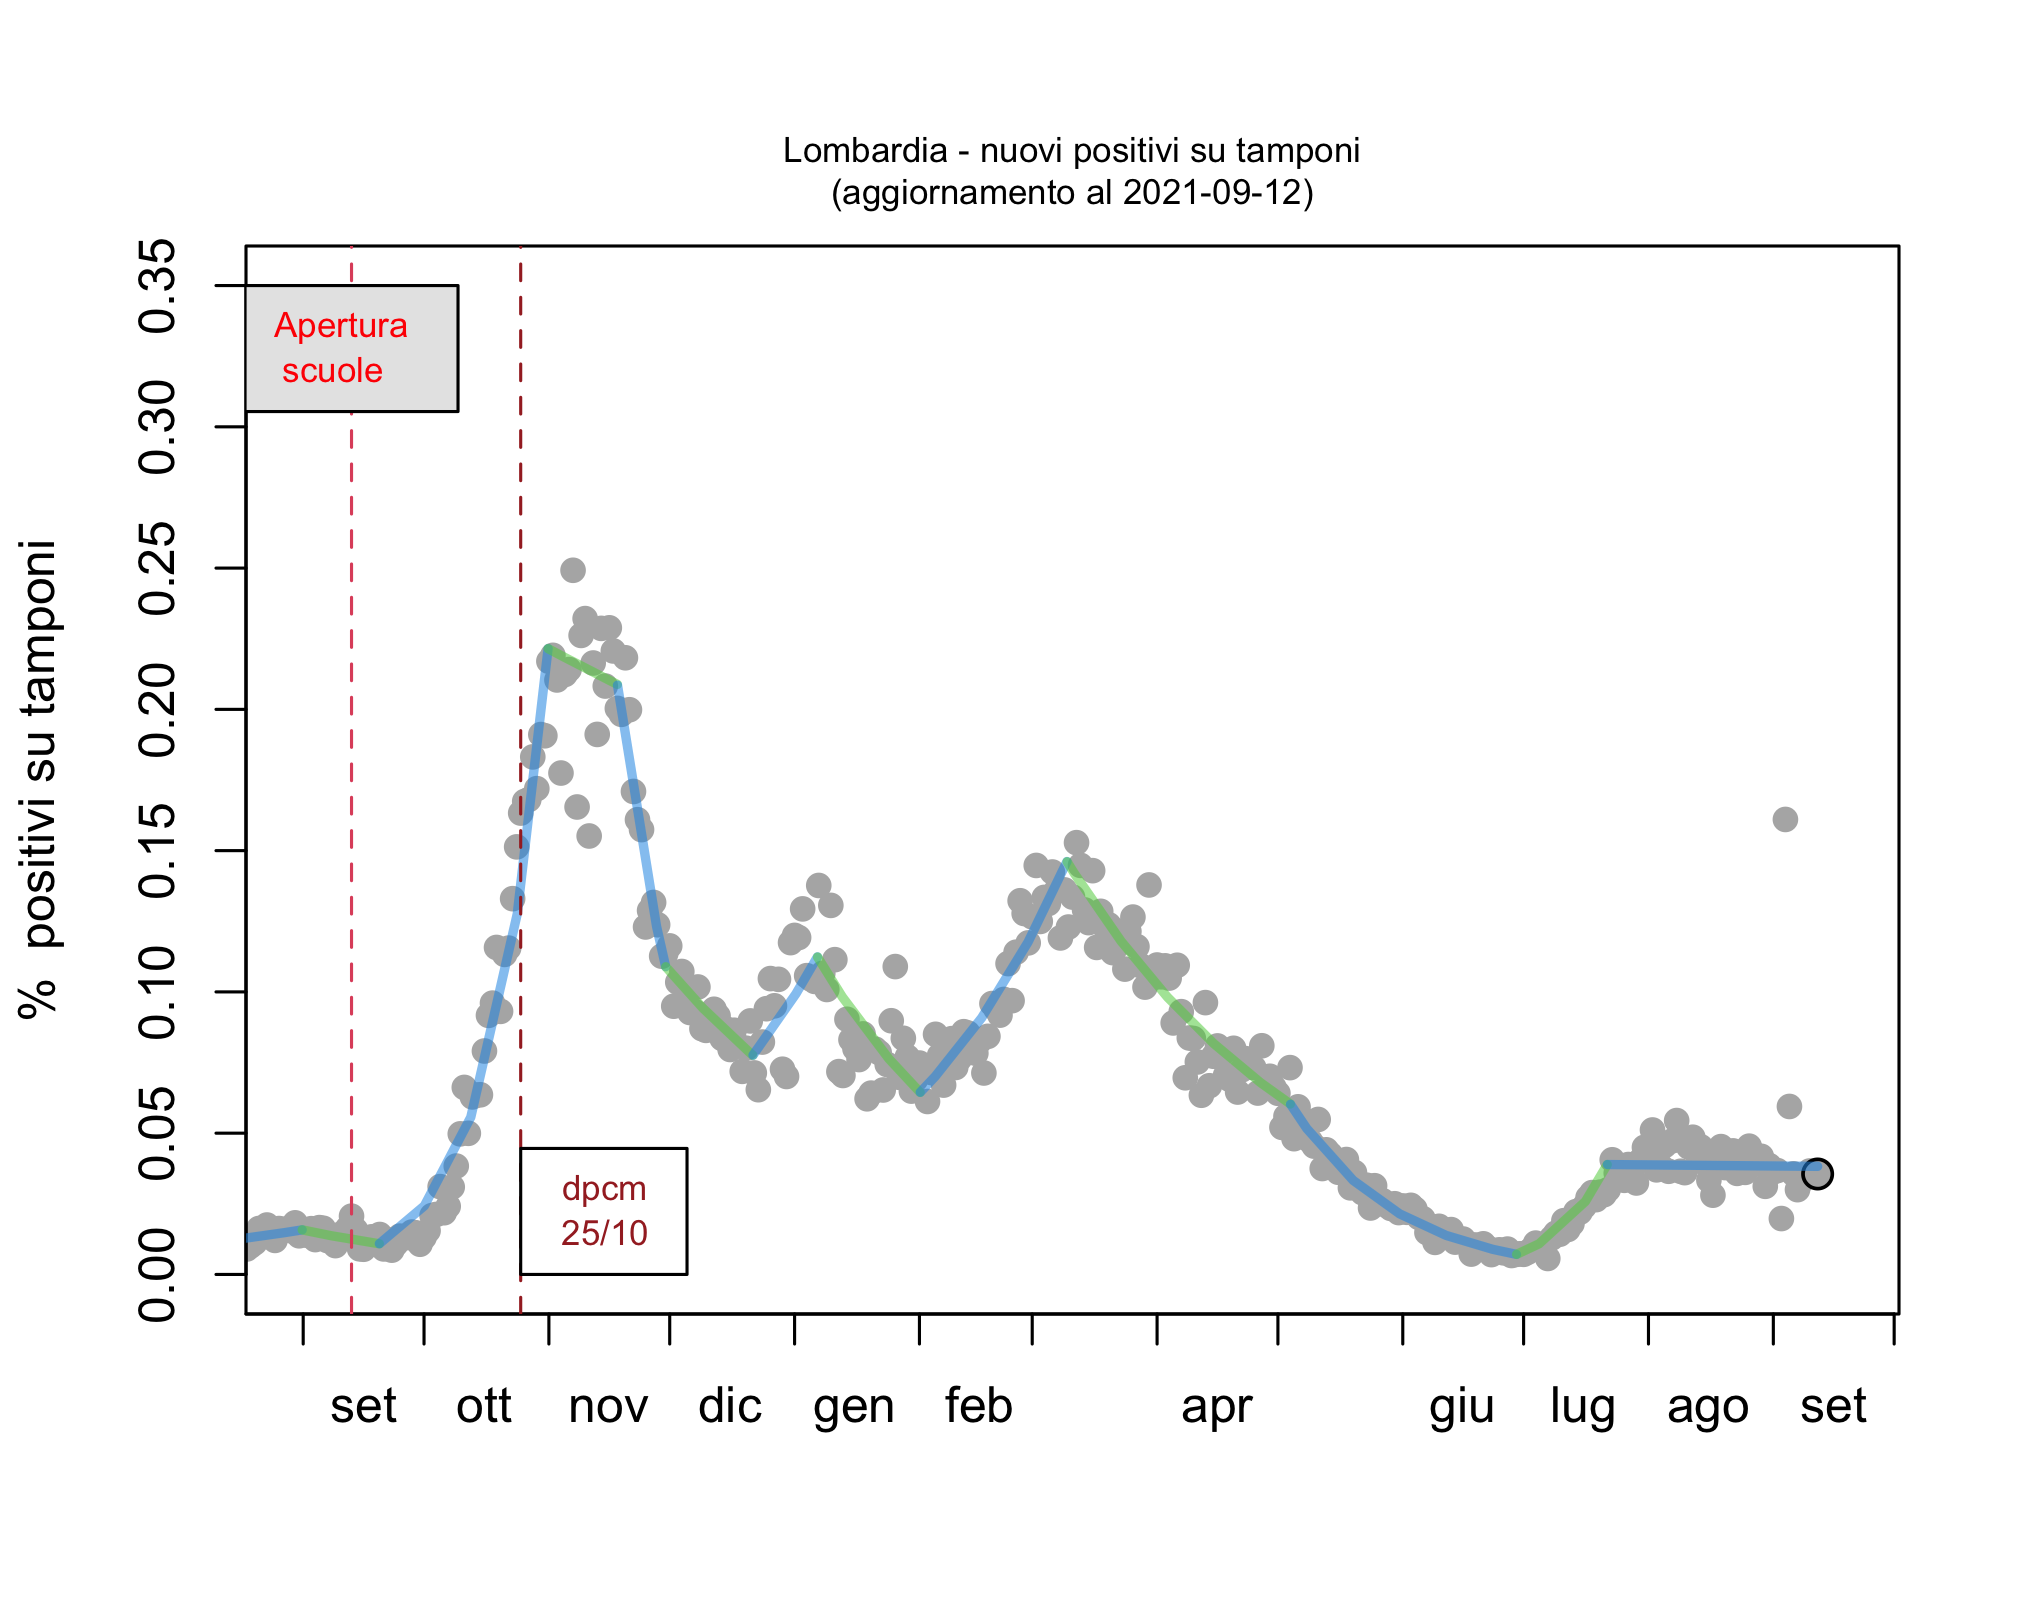 Lombardia - nuovi positivi su tamponi
(aggiornamento al 2021-09-12)
% positivi su tamponi
0.35
0.30
0.25
0.20
0.15
0.10
0.05
0.00
Apertura
scuole
dpcm
25/10
set ott nov dic gen feb apr giu lug ago set